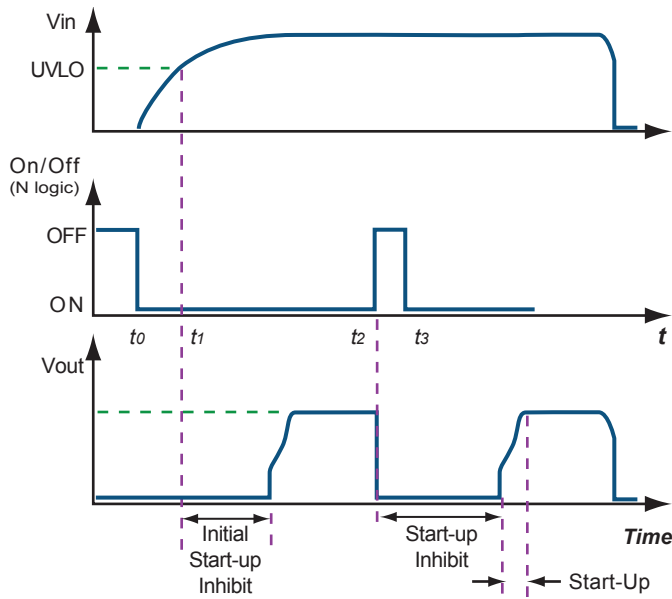 Vin
UVLO
On/Off
(N logic)
OFF
ON
t0 t1 t2 t3 t
Vout
Time
Initial
Start-up
Inhibit
Start-up
Inhibit
Start-Up